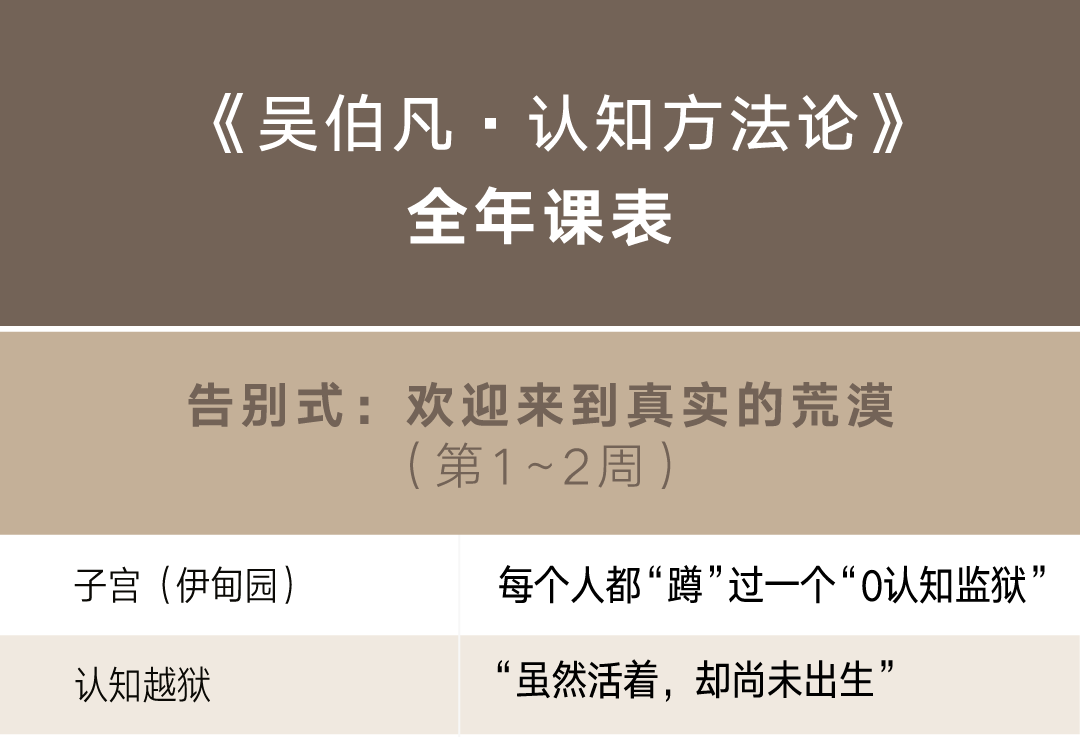 《吴伯凡·认知方法论》
全年课表
告别式：欢迎来到真实的荒漠
（第1~2周）
子宫（伊甸园）
每个人都“蹲”过一个“0认知监狱”
认知越狱
“虽然活着，却尚未出生”